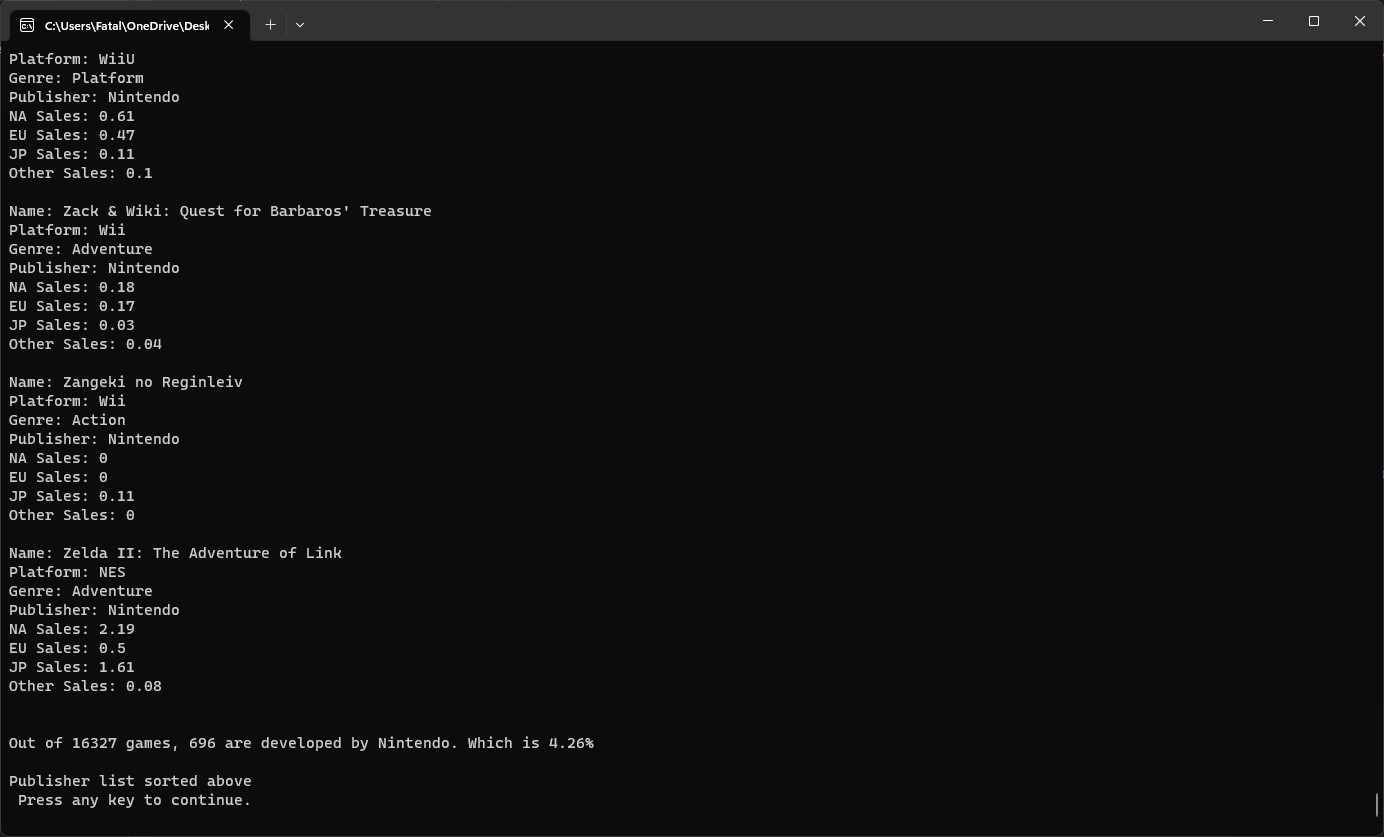 C:\Users\Fatal\OneDrive\Desk
Platform: WiiU
Genre: Platform
Publisher: Nintendo
NA Sales: 0.61
EU Sales: 0.47
JP Sales: 0.11
Other Sales: 0.1
Name: Zack & Wiki: Quest for Barbaros' Treasure
Platform: Wii
Genre: Adventure
Publisher: Nintendo
NA Sales: 0.18
EU Sales: 0.17
JP Sales: 0.03
Other Sales: 0.04
Name: Zangeki no Reginleiv
Platform: Wii
Genre: Action
Publisher: Nintendo
NA Sales: 0
EU Sales: 0
JP Sales: 0.11
Other Sales: 0
Name: Zelda II: The Adventure of Link
Platform: NES
Genre: Adventure
Publisher: Nintendo
NA Sales: 2.19
EU Sales: 0.5
JP Sales: 1.61
Other Sales: 0.08
Out of 16327 games, 696 are developed by Nintendo. Which is 4.26%
Publisher list sorted above
Press any key to continue.